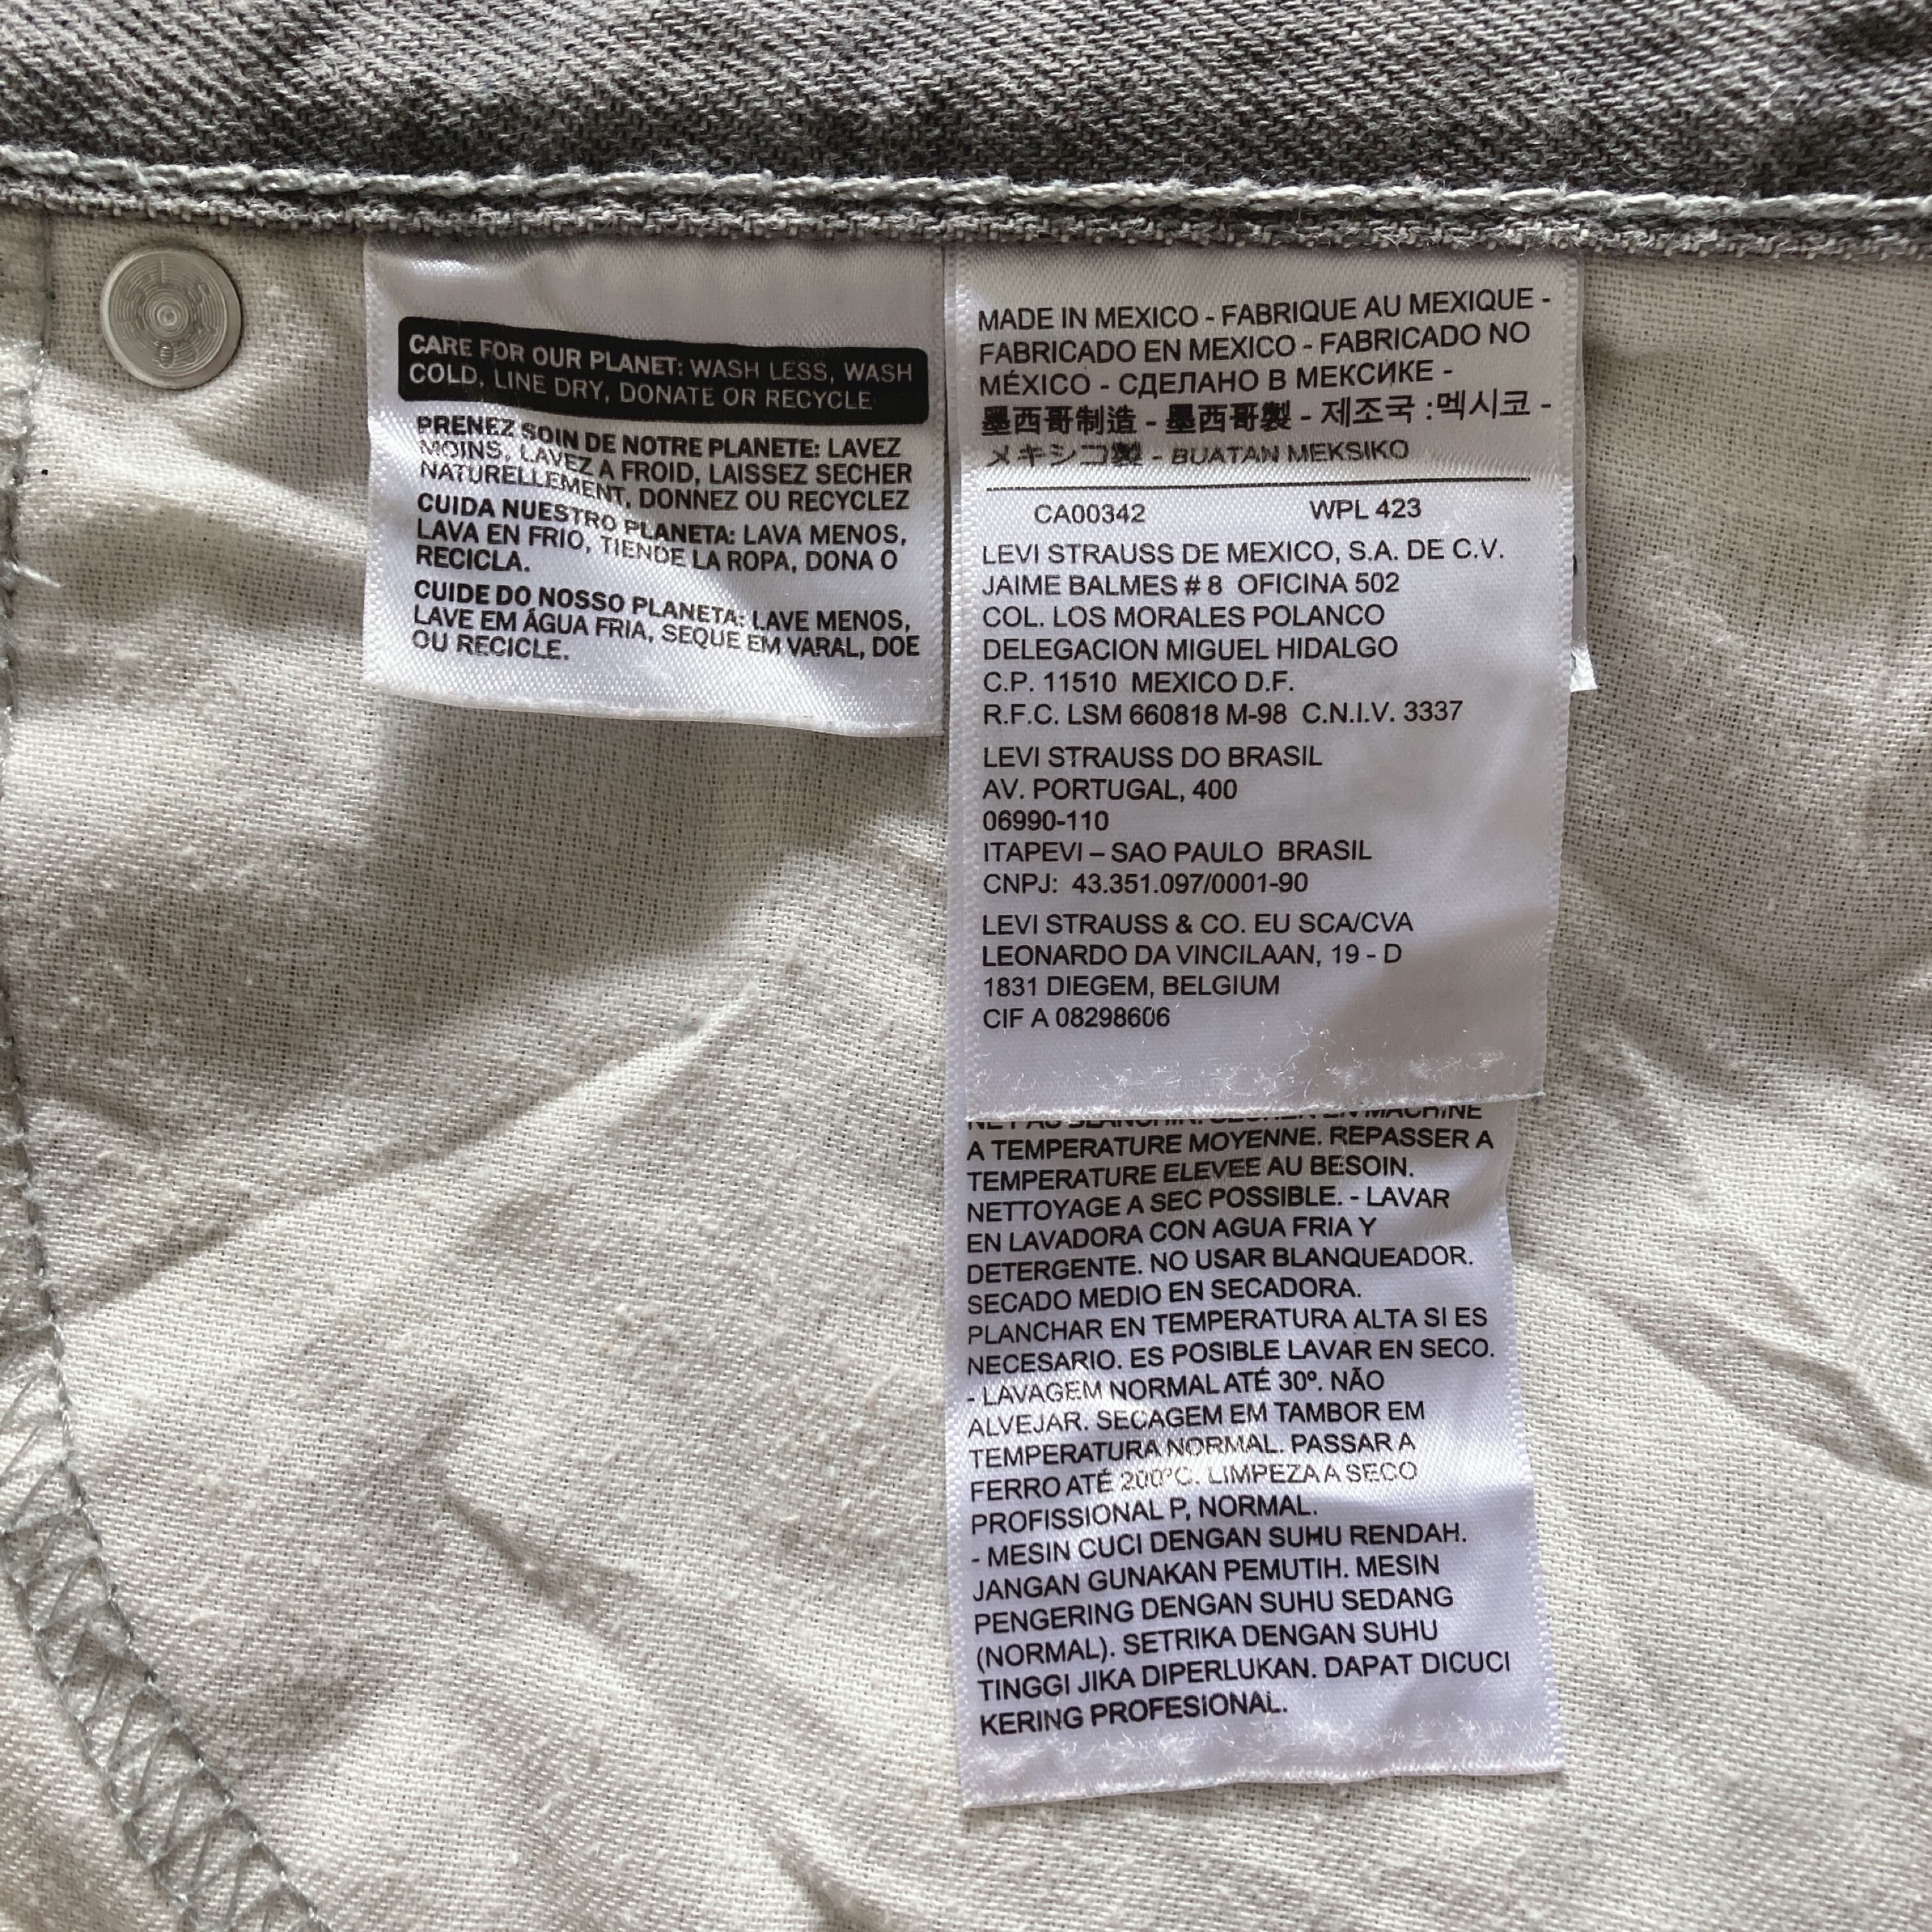 CARE FOR OUR PLANET: WASH LESS, WASH
COLD, LINE DRY, DONATE OR RECYCLE
PRENEZ SOIN DE NOTRE PLANETE: LAVEZ
MOINS, LAVEZ A FROID, LAISSEZ SECHER
NATURELLEMENT, DONNEZ OU RECYCLEZ
CUIDA NUESTRO PLANETA: LAVA MENOS,
LAVA EN FRIO, TIENDE LA ROPA, DONA O
RECICLA.
CUIDE DO NOSSO PLANETA: LAVE MENOS,
LAVE EM ÁGUA FRIA, SEQUE EM VARAL, DOE
OU RECICLE.
MADE IN MEXICO - FABRIQUE AU MEXIQUE -
FABRICADO EN MEXICO - FABRICADO NO
MÉXICO - СДЕЛАНО В МЕКСИКЕ -
墨西哥制造 - 墨西哥製 - 제조국 :멕시코 -
メキシコ製 - BUATAN MEKSIKO
CA00342 WPL 423
LEVI STRAUSS DE MEXICO, S.A. DE C.V.
JAIME BALMES # 8 OFICINA 502
COL. LOS MORALES POLANCO
DELEGACION MIGUEL HIDALGO
C.P. 11510 MEXICO D.F.
R.F.C. LSM 660818 M-98 C.N.I.V. 3337
LEVI STRAUSS DO BRASIL
AV. PORTUGAL, 400
06990-110
ITAPEVI – SAO PAULO BRASIL
CNPJ: 43.351.097/0001-90
LEVI STRAUSS & CO. EU SCA/CVA
LEONARDO DA VINCILAAN, 19 - D
1831 DIEGEM, BELGIUM
CIF A 08298606
EN MACHINE
A TEMPERATURE MOYENNE. REPASSER A
TEMPERATURE ELEVEE AU BESOIN.
NETTOYAGE A SEC POSSIBLE. - LAVAR
EN LAVADORA CON AGUA FRIA Y
DETERGENTE. NO USAR BLANQUEADOR.
SECADO MEDIO EN SECADORA.
PLANCHAR EN TEMPERATURA ALTA SI ES
NECESARIO. ES POSIBLE LAVAR EN SECO.
- LAVAGEM NORMAL ATÉ 30º. NÃO
ALVEJAR. SECAGEM EM TAMBOR EM
TEMPERATURA NORMAL. PASSAR A
FERRO ATÉ 200ºC. LIMPEZA A SECO
PROFISSIONAL P, NORMAL.
- MESIN CUCI DENGAN SUHU RENDAH.
JANGAN GUNAKAN PEMUTIH. MESIN
PENGERING DENGAN SUHU SEDANG
(NORMAL). SETRIKA DENGAN SUHU
TINGGI JIKA DIPERLUKAN. DAPAT DICUCI
KERING PROFESIONAL.